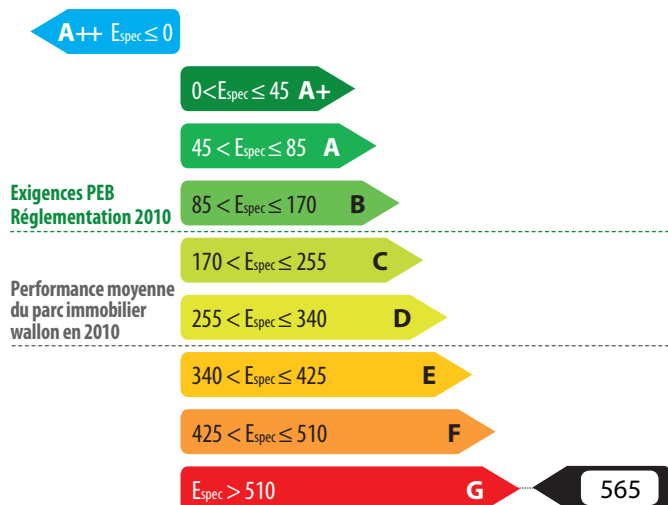 A++ Espec ≤ 0
0<Espec ≤ 45 A+
45 < Espec ≤ 85 A
Exigences PEB
Réglementation 2010
85 < Espec ≤ 170 B
170 < Espec ≤ 255 C
Performance moyenne
du parc immobilier
wallon en 2010
255 < Espec ≤ 340 D
340 < Espec ≤ 425 E
425 < Espec ≤ 510 F
Espec > 510 G 565